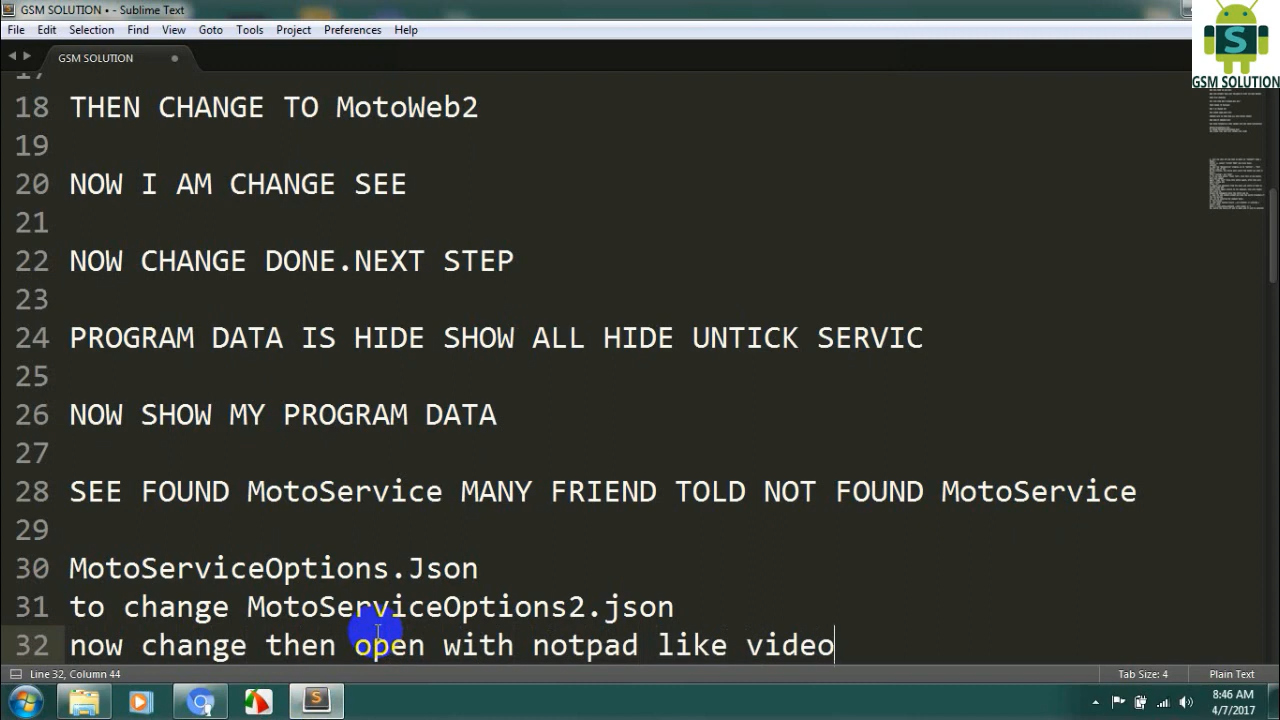 GSM SOLUTION • - Sublime Text
File Edit Selection Find View Goto Tools Project Preferences Help
GSM SOLUTION
S
GSM SOLUTION
17
18 THEN CHANGE TO MotoWeb2
19
20 NOW I AM CHANGE SEE
21
22 NOW CHANGE DONE.NEXT STEP
23
24 PROGRAM DATA IS HIDE SHOW ALL HIDE UNTICK SERVIC
25
26 NOW SHOW MY PROGRAM DATA
27
28 SEE FOUND MotoService MANY FRIEND TOLD NOT FOUND MotoService
29
30 MotoServiceOptions.Json
31 to change MotoServiceOptions2.json
32 now change then open with notpad like video
Line 32, Column 44 Tab Size: 4 Plain Text
8:46 AM
4/7/2017